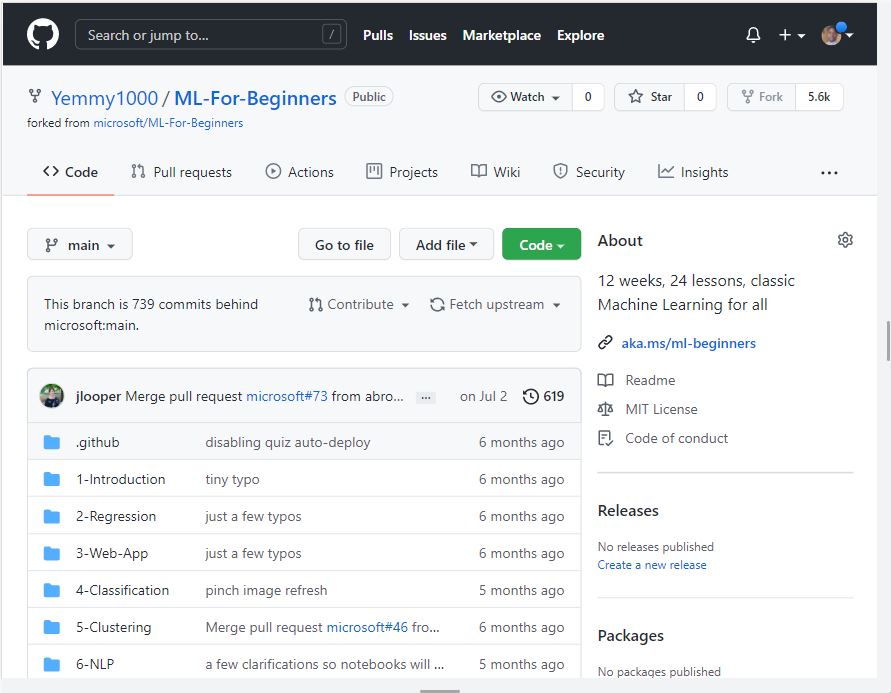 Search or jump to... / Pulls Issues Marketplace Explore
Yemmy1000 / ML-For-Beginners Public Watch 0 Star 0 Fork 5.6k
forked from microsoft/ML-For-Beginners
Code Pull requests Actions Projects Wiki Security Insights ...
main Go to file Add file Code
This branch is 739 commits behind
microsoft:main.
Contribute Fetch upstream
jlooper Merge pull request microsoft#73 from abro... ... on Jul 2 619
.github disabling quiz auto-deploy 6 months ago
1-Introduction tiny typo 6 months ago
2-Regression just a few typos 6 months ago
3-Web-App just a few typos 6 months ago
4-Classification pinch image refresh 5 months ago
5-Clustering Merge pull request microsoft#46 fro... 6 months ago
6-NLP a few clarifications so notebooks will ... 5 months ago
About
12 weeks, 24 lessons, classic
Machine Learning for all
aka.ms/ml-beginners
Readme
MIT License
Code of conduct
Releases
No releases published
Create a new release
Packages
No packages published